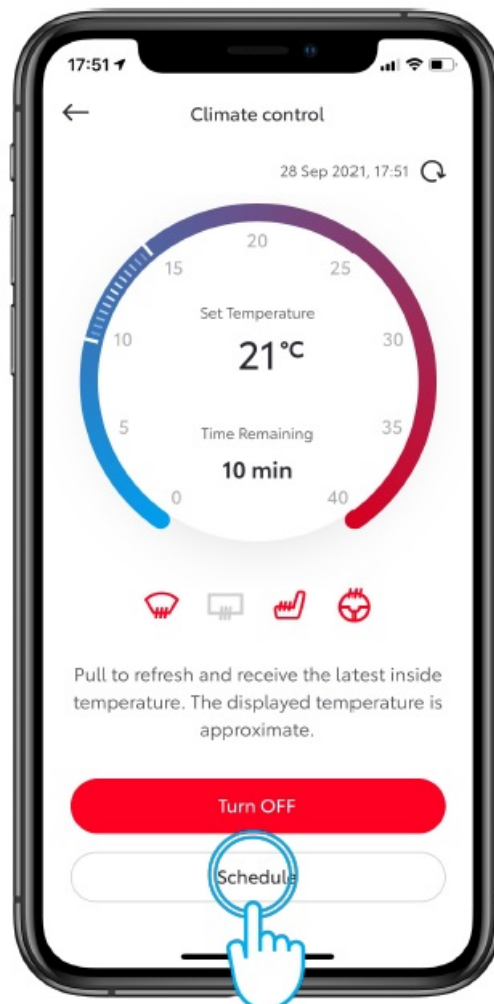 17:51
Climate control
28 Sep 2021, 17:51
20
15
25
Set Temperature
10
21°C
30
5
Time Remaining
35
10 min
0
40
Pull to refresh and receive the latest inside
temperature. The displayed temperature is
approximate.
Turn OFF
Schedule